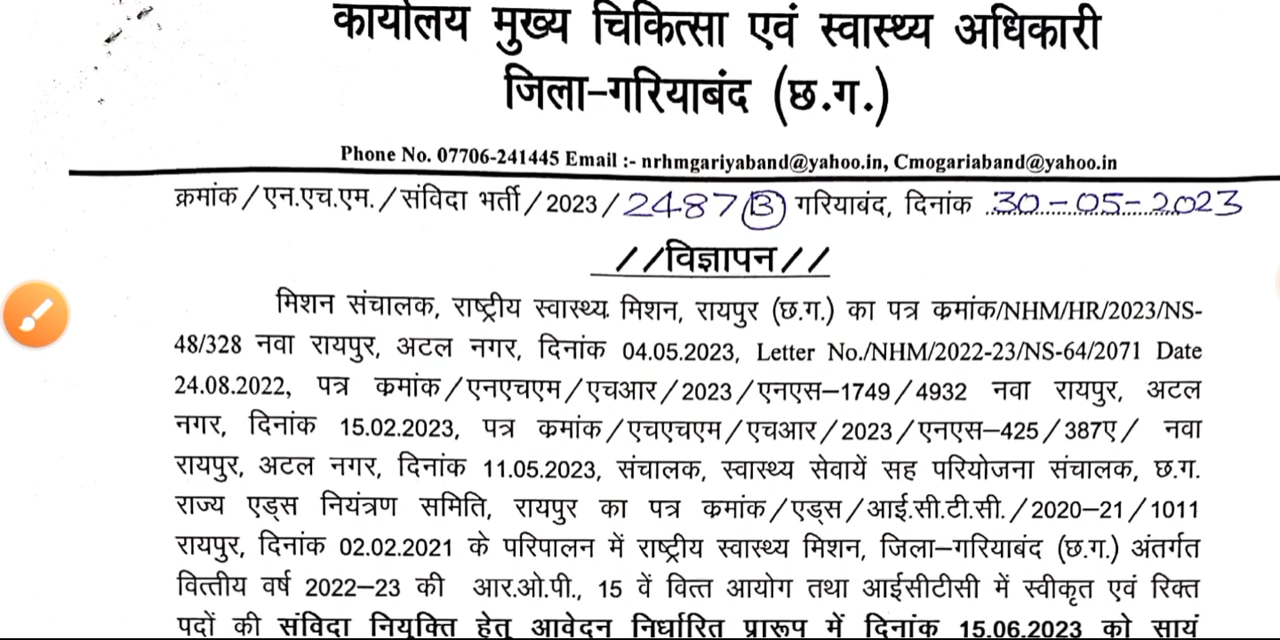 कार्यालय मुख्य चिकित्सा एवं स्वास्थ्य अधिकारी
जिला–गरियाबंद (छ.ग.)
Phone No. 07706-241445 Email :- nrhmgariyaband@yahoo.in, Cmogariaband@yahoo.in
क्रमांक/एन.एच.एम./संविदा भर्ती/2023/2487(B) गरियाबंद, दिनांक 30-05-2023
//विज्ञापन//
मिशन संचालक, राष्ट्रीय स्वास्थ्य मिशन, रायपुर (छ.ग.) का पत्र क्रमांक/NHM/HR/2023/NS-
48/328 नवा रायपुर, अटल नगर, दिनांक 04.05.2023, Letter No./NHM/2022-23/NS-64/2071 Date
24.08.2022, पत्र क्रमांक/एनएचएम/एचआर/2023/एनएस–1749/4932 नवा रायपुर, अटल
नगर, दिनांक 15.02.2023, पत्र क्रमांक/एचएचएम/एचआर/2023/एनएस–425/387ए/ नवा
रायपुर, अटल नगर, दिनांक 11.05.2023, संचालक, स्वास्थ्य सेवायें सह परियोजना संचालक, छ.ग.
राज्य एड्स नियंत्रण समिति, रायपुर का पत्र क्रमांक/एड्स/आई.सी.टी.सी./2020–21/1011
रायपुर, दिनांक 02.02.2021 के परिपालन में राष्ट्रीय स्वास्थ्य मिशन, जिला–गरियाबंद (छ.ग.) अंतर्गत
वित्तीय वर्ष 2022–23 की आर.ओ.पी., 15 वें वित्त आयोग तथा आईसीटीसी में स्वीकृत एवं रिक्त
पदों की संविदा नियुक्ति हेतु आवेदन निर्धारित प्रारूप में दिनांक 15.06.2023 को सायं